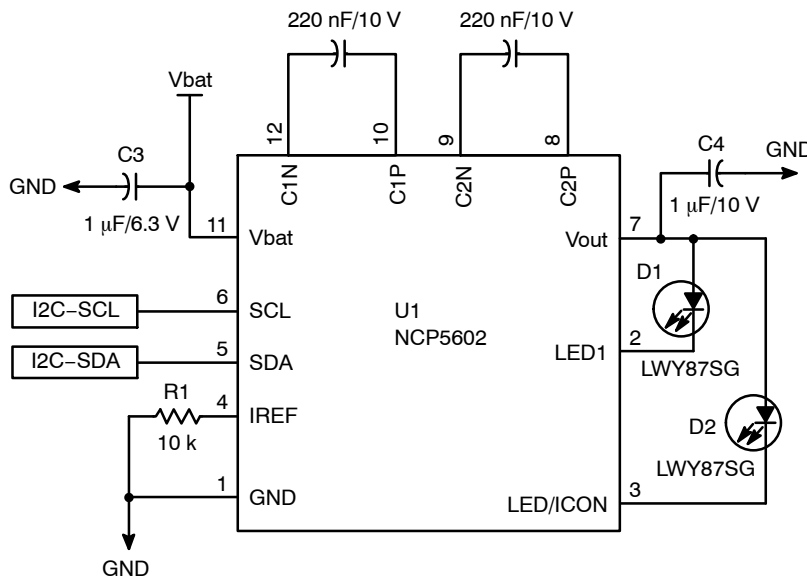 220 nF/10 V
220 nF/10 V
Vbat
12
10
9
8
C3
C4
GND
GND
C1N
C1P
C2N
C2P
1 μF/6.3 V
1 μF/10 V
11
Vbat
Vout
7
D1
I2C–SCL
6
SCL
U1
NCP5602
2
LED1
I2C–SDA
5
SDA
LWY87SG
R1
4
IREF
10 k
D2
LWY87SG
1
GND
3
LED/ICON
GND